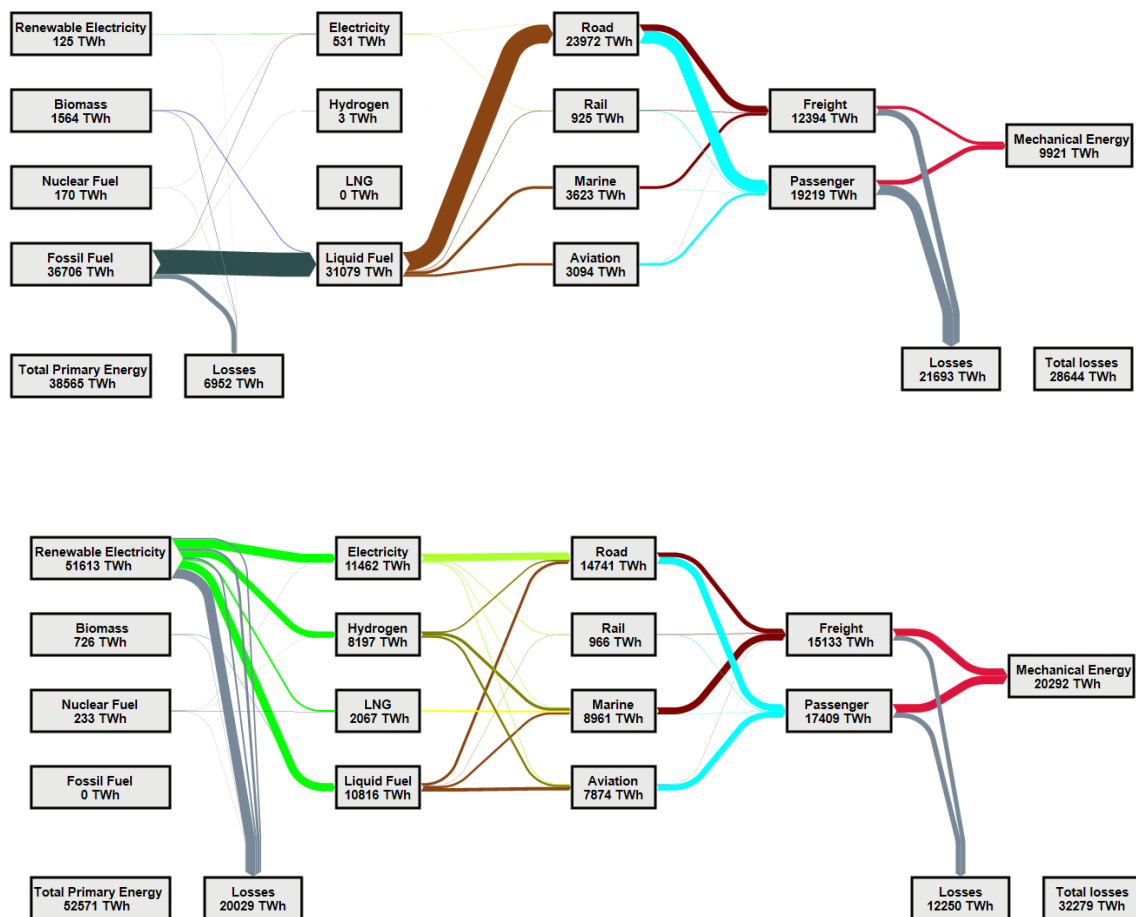 Renewable Electricity
125 TWh
Electricity
531 TWh
Road
23972 TWh
Biomass
1564 TWh
Hydrogen
3 TWh
Rail
925 TWh
Freight
12394 TWh
Mechanical Energy
9921 TWh
Nuclear Fuel
170 TWh
LNG
0 TWh
Marine
3623 TWh
Passenger
19219 TWh
Fossil Fuel
36706 TWh
Liquid Fuel
31079 TWh
Aviation
3094 TWh
Total Primary Energy
38565 TWh
Losses
6952 TWh
Losses
21693 TWh
Total losses
28644 TWh
Renewable Electricity
51613 TWh
Electricity
11462 TWh
Road
14741 TWh
Biomass
726 TWh
Hydrogen
8197 TWh
Rail
966 TWh
Freight
15133 TWh
Mechanical Energy
20292 TWh
Nuclear Fuel
233 TWh
LNG
2067 TWh
Marine
8961 TWh
Passenger
17409 TWh
Fossil Fuel
0 TWh
Liquid Fuel
10816 TWh
Aviation
7874 TWh
Total Primary Energy
52571 TWh
Losses
20029 TWh
Losses
12250 TWh
Total losses
32279 TWh